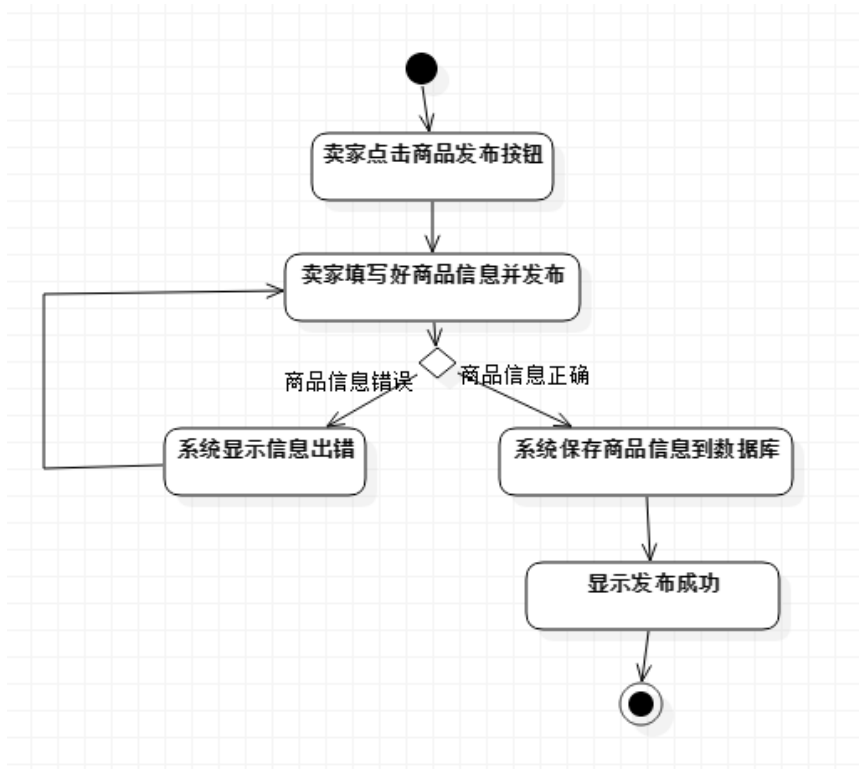 卖家点击商品发布按钮
卖家填写好商品信息并发布
商品信息错误
商品信息正确
系统显示信息出错
系统保存商品信息到数据库
显示发布成功